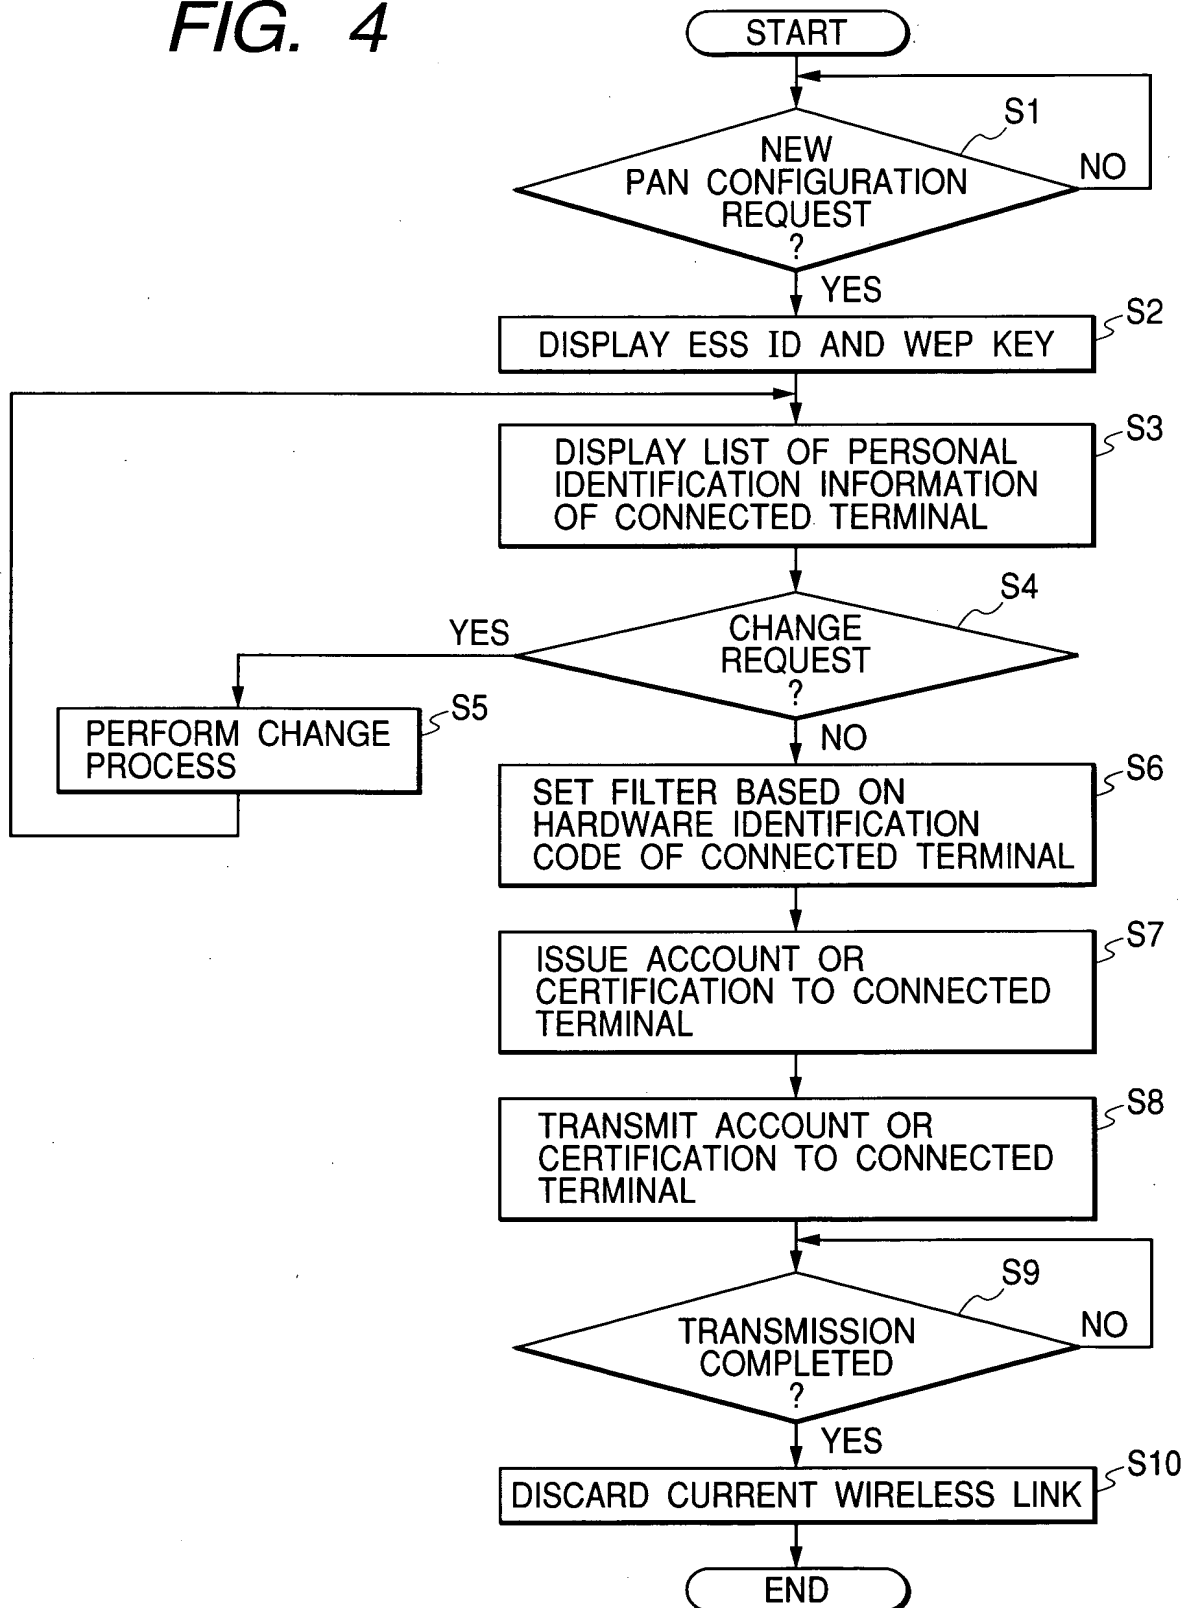 FIG. 4
START
S1
NEW
PAN CONFIGURATION
REQUEST
?
NO
YES
S2
DISPLAY ESS ID AND WEP KEY
S3
DISPLAY LIST OF PERSONAL
IDENTIFICATION INFORMATION
OF CONNECTED TERMINAL
S4
CHANGE
REQUEST
?
YES
NO
S5
PERFORM CHANGE
PROCESS
S6
SET FILTER BASED ON
HARDWARE IDENTIFICATION
CODE OF CONNECTED TERMINAL
S7
ISSUE ACCOUNT OR
CERTIFICATION TO CONNECTED
TERMINAL
S8
TRANSMIT ACCOUNT OR
CERTIFICATION TO CONNECTED
TERMINAL
S9
TRANSMISSION
COMPLETED
?
NO
YES
S10
DISCARD CURRENT WIRELESS LINK
END